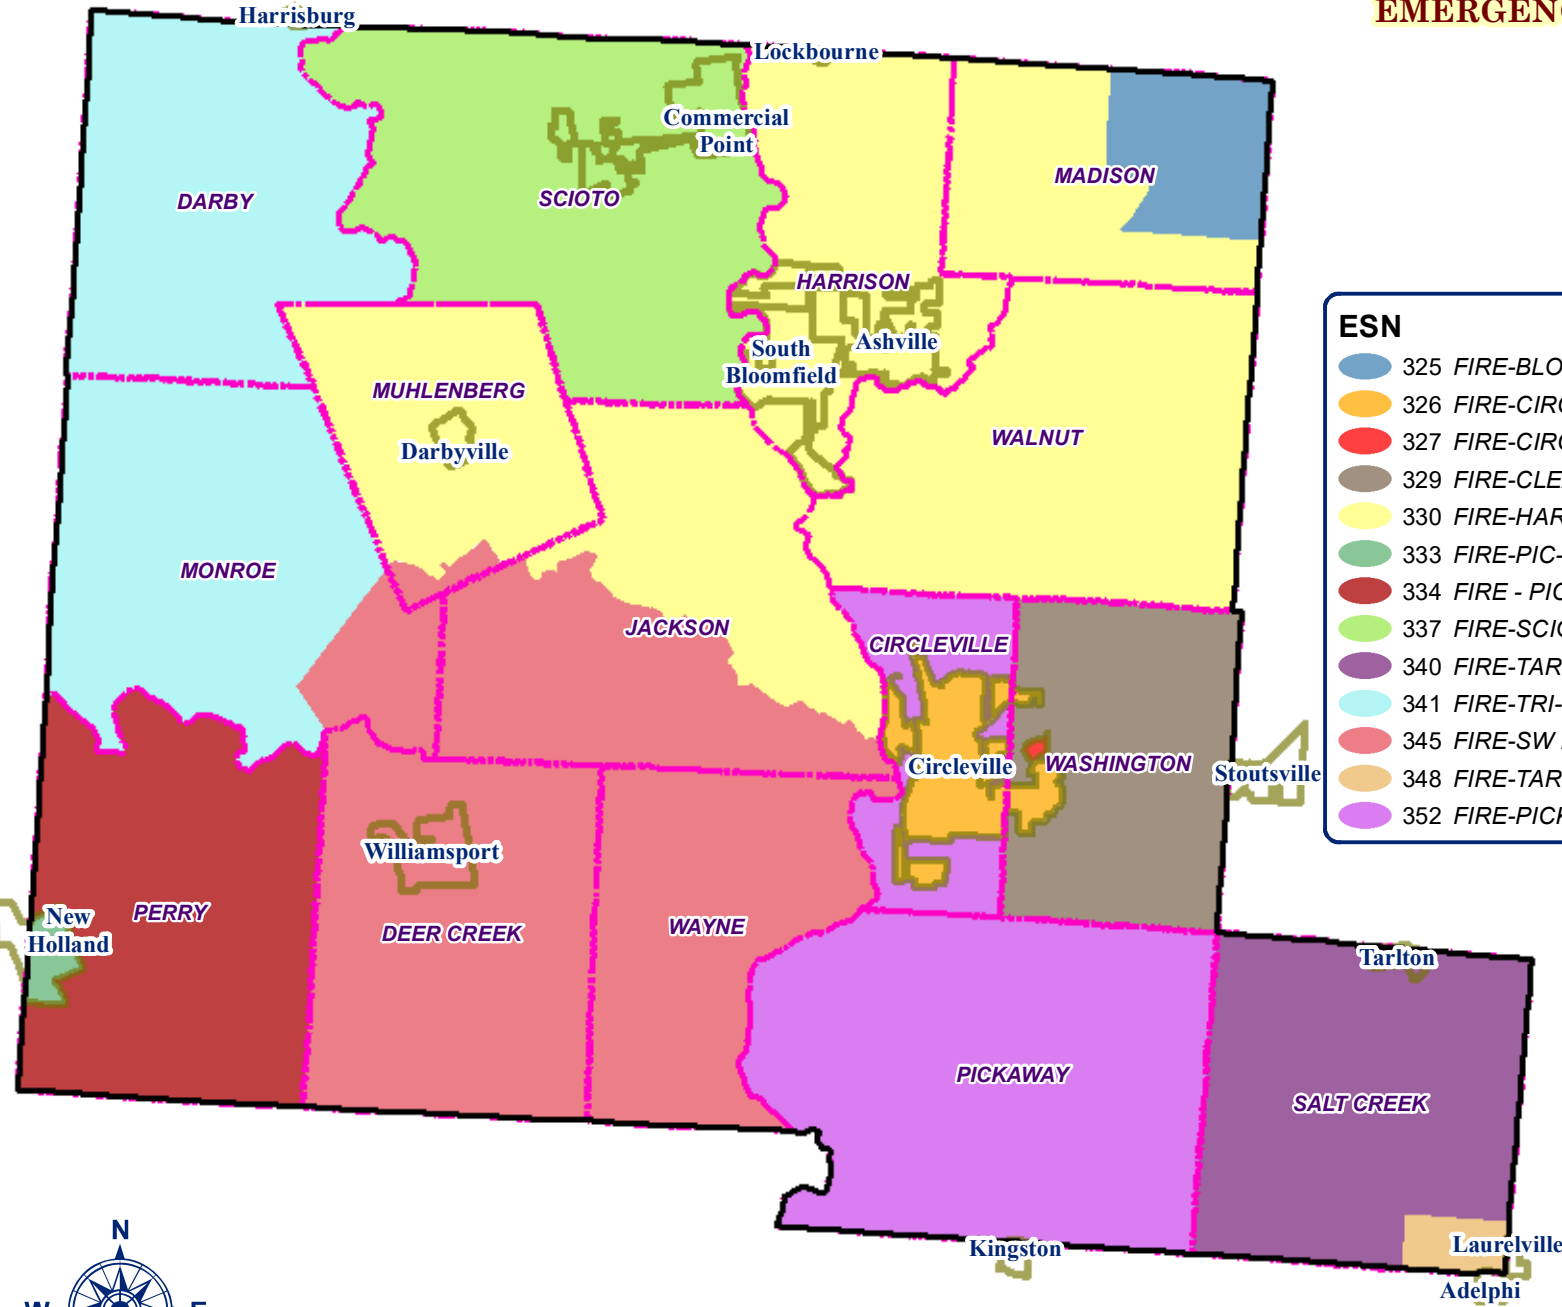 EMERGENC
Harrisburg
Lockbourne
Commercial
Point
DARBY
SCIOTO
MADISON
HARRISON
South
Bloomfield
Ashville
MUHLENBERG
Darbyville
WALNUT
MONROE
JACKSON
CIRCLEVILLE
Circleville
WASHINGTON
Stoutsville
Williamsport
PERRY
New
Holland
DEER CREEK
WAYNE
Tarlton
PICKAWAY
SALT CREEK
Kingston
Laurelville
Adelphi
N
W E
ESN
325 FIRE-BLO
326 FIRE-CIRC
327 FIRE-CIRC
329 FIRE-CLE
330 FIRE-HAR
333 FIRE-PIC-
334 FIRE - PIC
337 FIRE-SCIO
340 FIRE-TAR
341 FIRE-TRI-
345 FIRE-SW
348 FIRE-TAR
352 FIRE-PICK